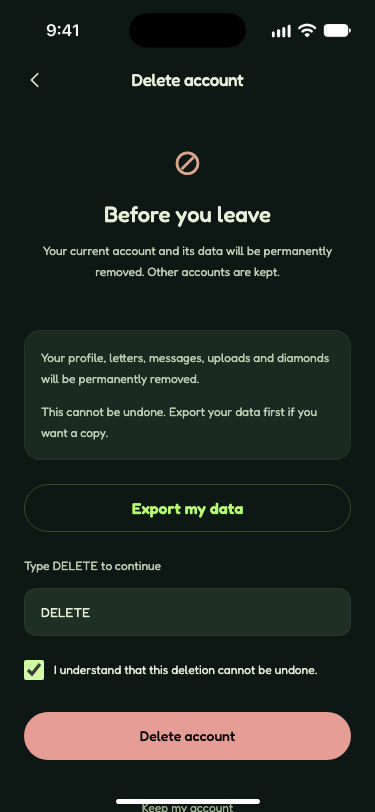 9:41
Delete account
Before you leave
Your current account and its data will be permanently
removed. Other accounts are kept.
Your profile, letters, messages, uploads and diamonds
will be permanently removed.
This cannot be undone. Export your data first if you
want a copy.
Export my data
Type DELETE to continue
DELETE
I understand that this deletion cannot be undone.
Delete account
Keep my account